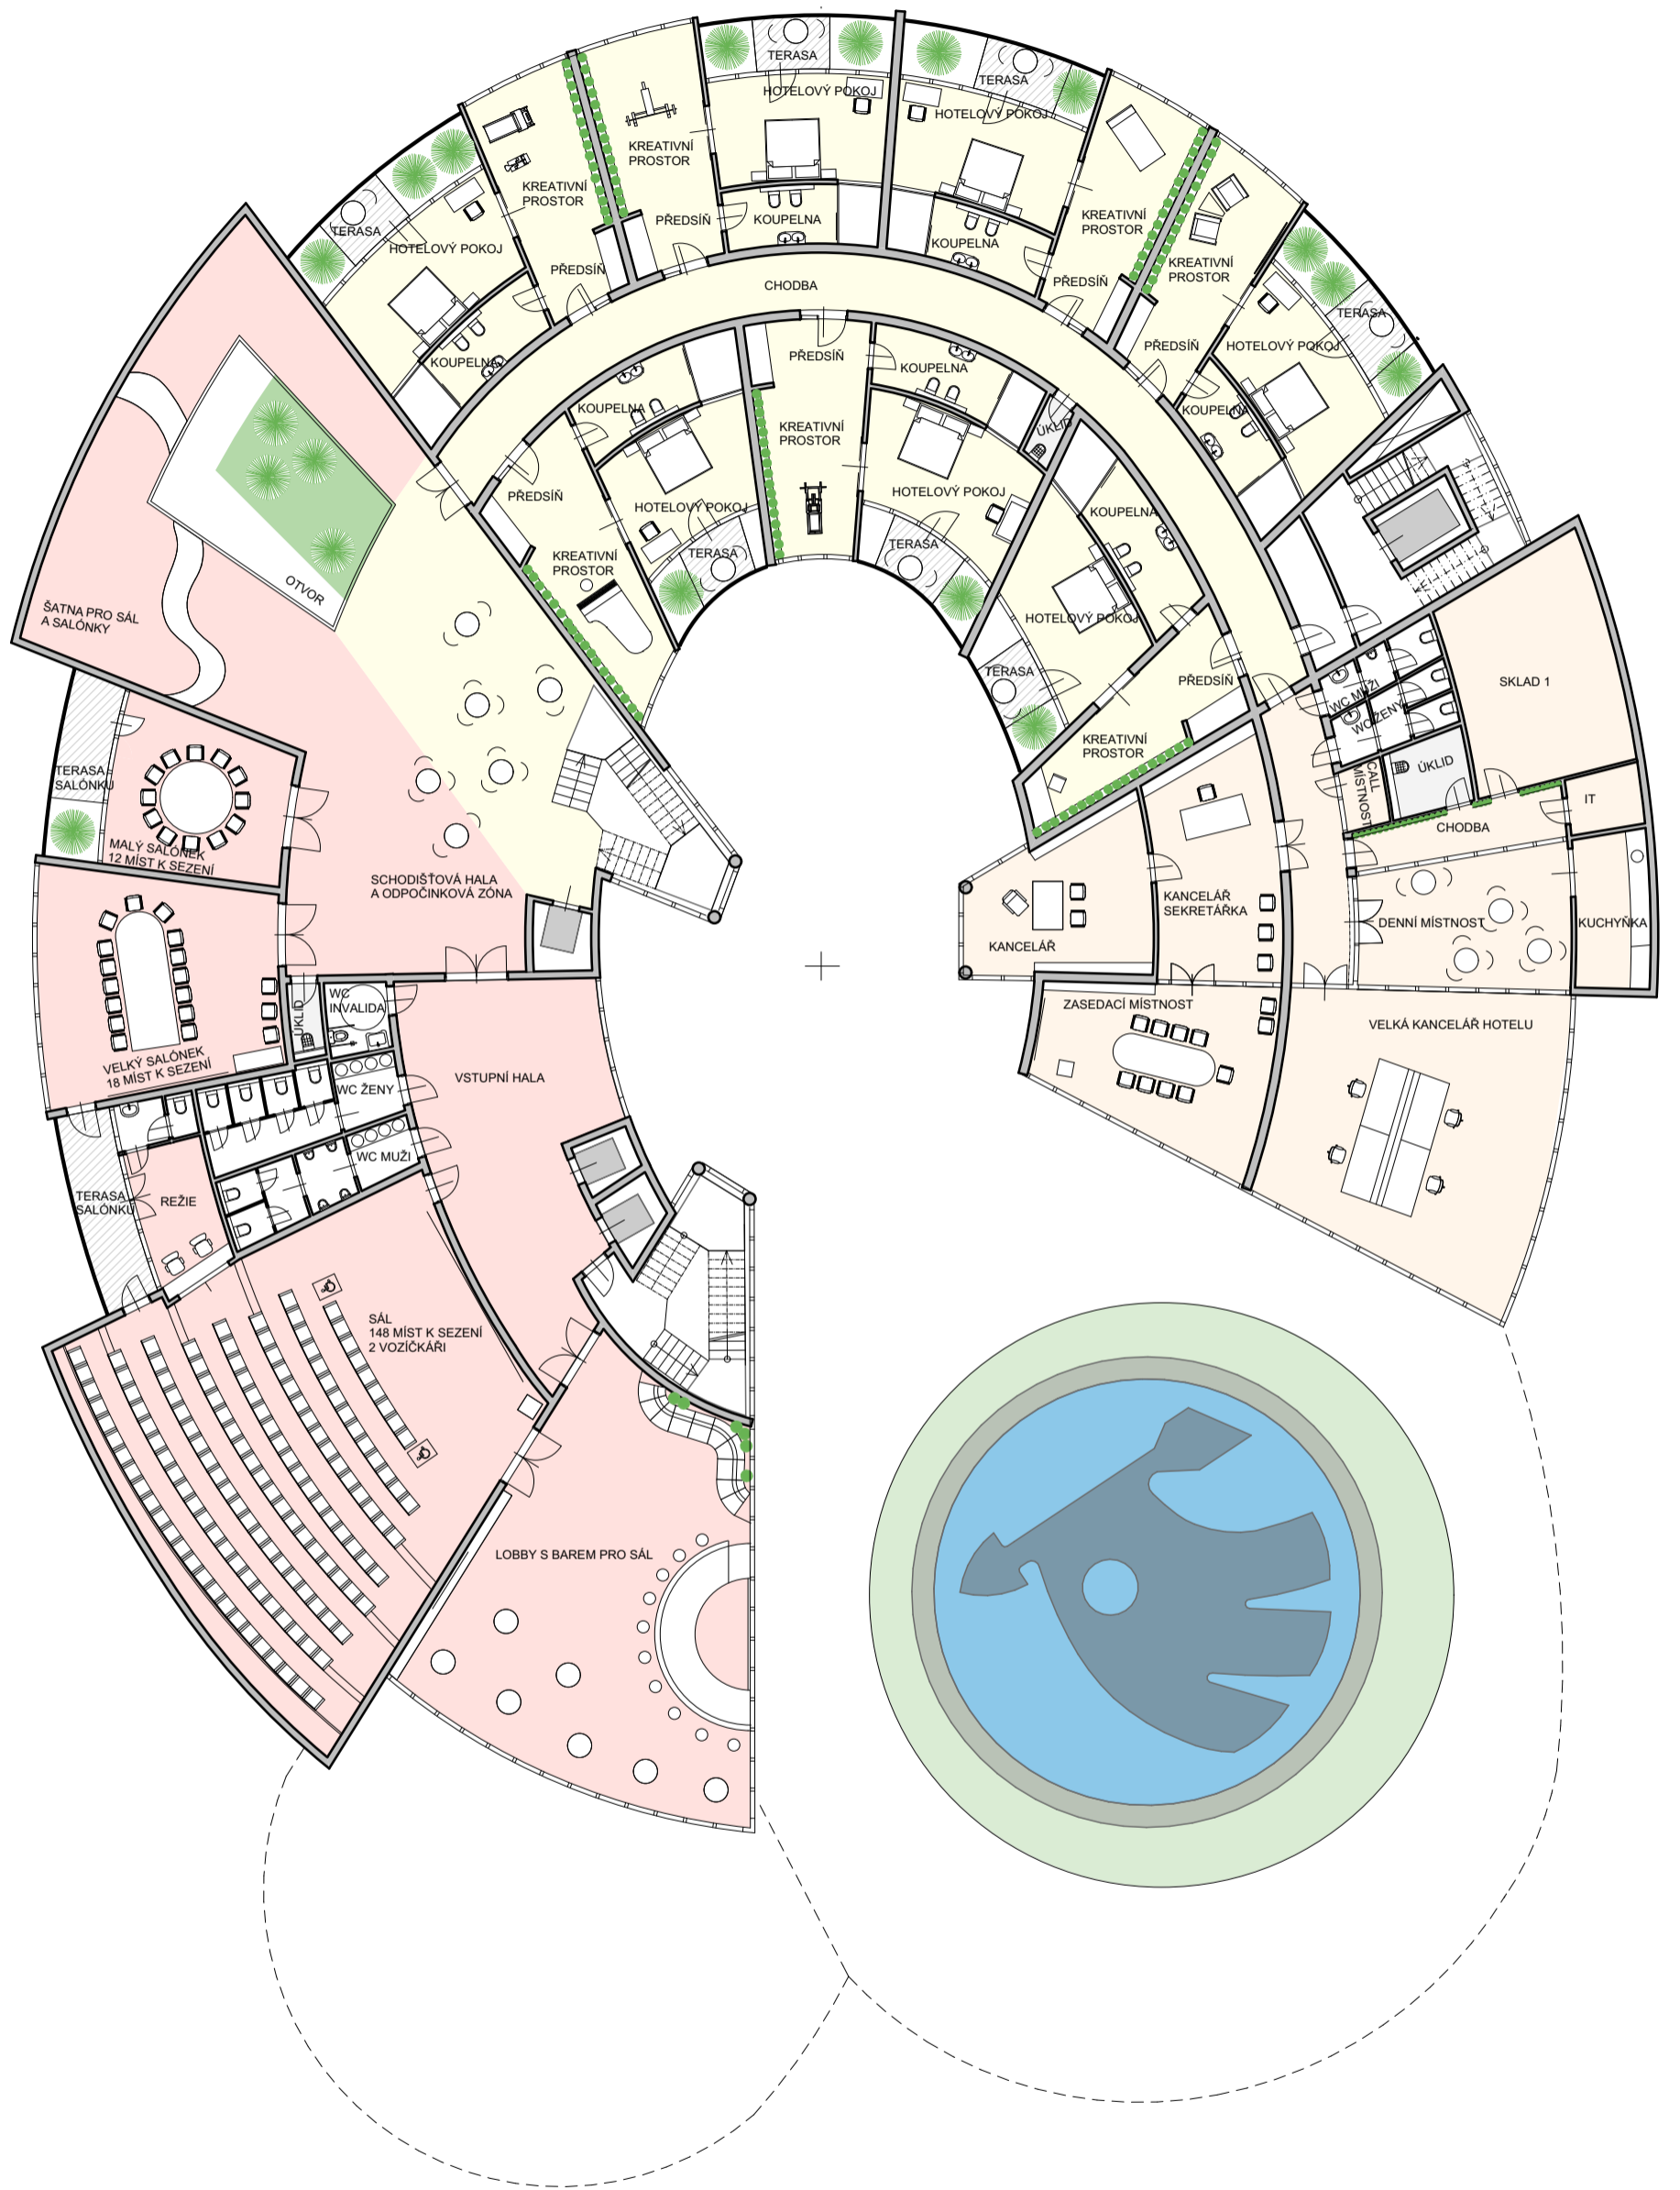 TERASA
HOTELOVÝ POKOJ
KOUPELNA
TERASA
HOTELOVÝ POKOJ
KOUPELNA
KREATIVNÍ
PROSTOR
PŘEDSÍŇ
KREATIVNÍ
PROSTOR
PŘEDSÍŇ
TERASA
HOTELOVÝ POKOJ
KOUPELNA
KREATIVNÍ
PROSTOR
PŘEDSÍŇ
KREATIVNÍ
PROSTOR
PŘEDSÍŇ
TERASA
HOTELOVÝ POKOJ
KOUPELNA
CHODBA
PŘEDSÍŇ
KREATIVNÍ
PROSTOR
KOUPELNA
HOTELOVÝ POKOJ
TERASA
PŘEDSÍŇ
KREATIVNÍ
PROSTOR
KOUPELNA
HOTELOVÝ POKOJ
TERASA
ÚKLID
KOUPELNA
HOTELOVÝ POKOJ
TERASA
PŘEDSÍŇ
KREATIVNÍ
PROSTOR
OTVOR
ŠATNA PRO SÁL
A SALÓNKY
TERASA
SALÓNKU
MALÝ SALÓNEK
12 MÍST K SEZENÍ
SCHODIŠŤOVÁ HALA
A ODPOČINKOVÁ ZÓNA
VELKÝ SALÓNEK
18 MÍST K SEZENÍ
ÚKLID
WC
INVALIDA
WC ŽENY
WC MUŽI
VSTUPNÍ HALA
TERASA
SALÓNKU
REŽIE
SÁL
148 MÍST K SEZENÍ
2 VOZÍČKÁŘI
LOBBY S BAREM PRO SÁL
WC MUŽI
WC ŽENY
SKLAD 1
ÚKLID
CALL
MÍSTNOST
IT
CHODBA
DENNÍ MÍSTNOST
KUCHYŇKA
KANCELÁŘ
SEKRETÁŘKA
KANCELÁŘ
ZASEDACÍ MÍSTNOST
VELKÁ KANCELÁŘ HOTELU